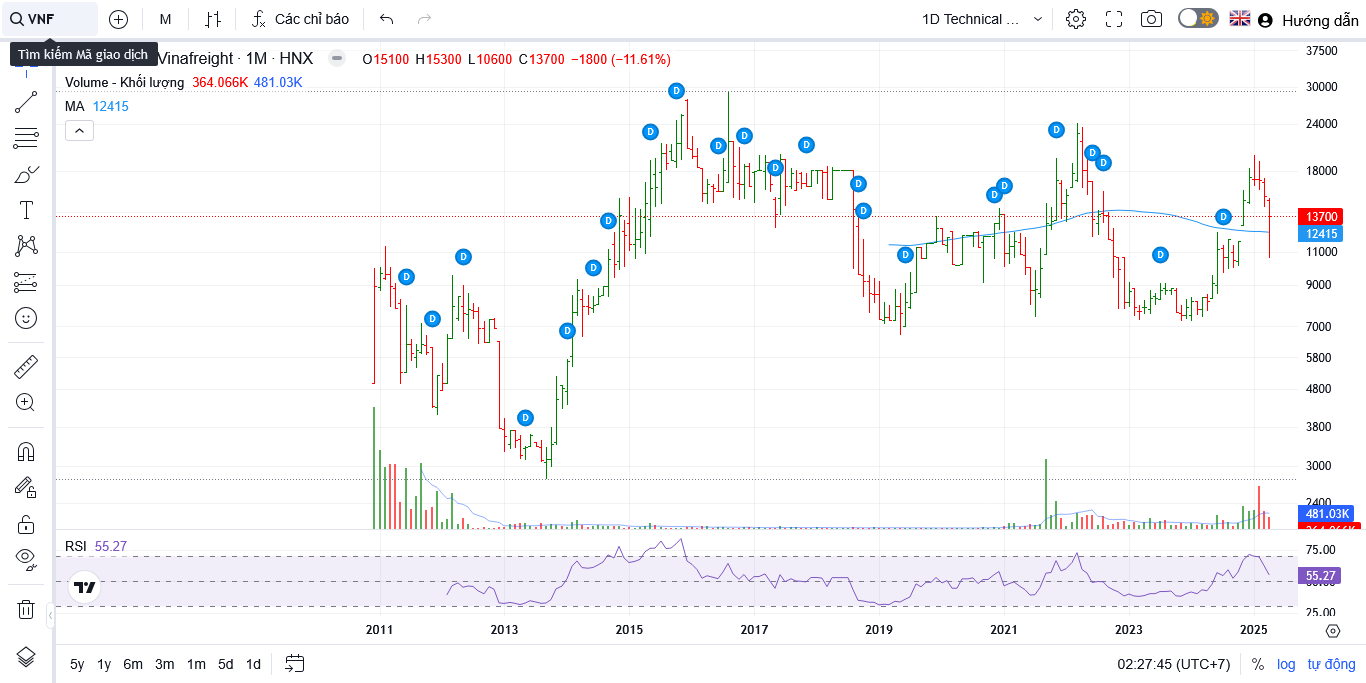 VNF M Các chỉ báo 1D Technical ... Hướng dẫn
Tìm kiếm Mã giao dịch
Vinafreight · 1M · HNX O15100 H15300 L10600 C13700 −1800 (−11.61%)
Volume - Khối lượng 364.066K 481.03K
MA 12415
37500
30000
24000
18000
13700
12415
11000
9000
7000
5800
4800
3800
3000
2400
481.03K
D D D D D D D D D D D D D D D D D D D D D D
RSI 55.27
75.00
55.27
25.00
2011 2013 2015 2017 2019 2021 2023 2025
5y 1y 6m 3m 1m 5d 1d 02:27:45 (UTC+7) % log tự động